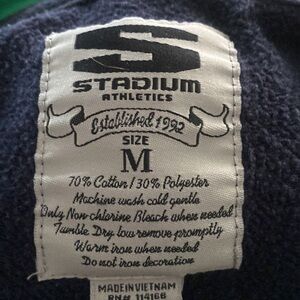 S
STADIUM
ATHLETICS
Established 1992
SIZE
M
70% Cotton / 30% Polyester
Machine wash cold gentle
Only Non-chlorine Bleach when needed
Tumble Dry low remove promptly
Warm iron when needed
Do not iron decoration
MADE IN VIETNAM
RN# 114168